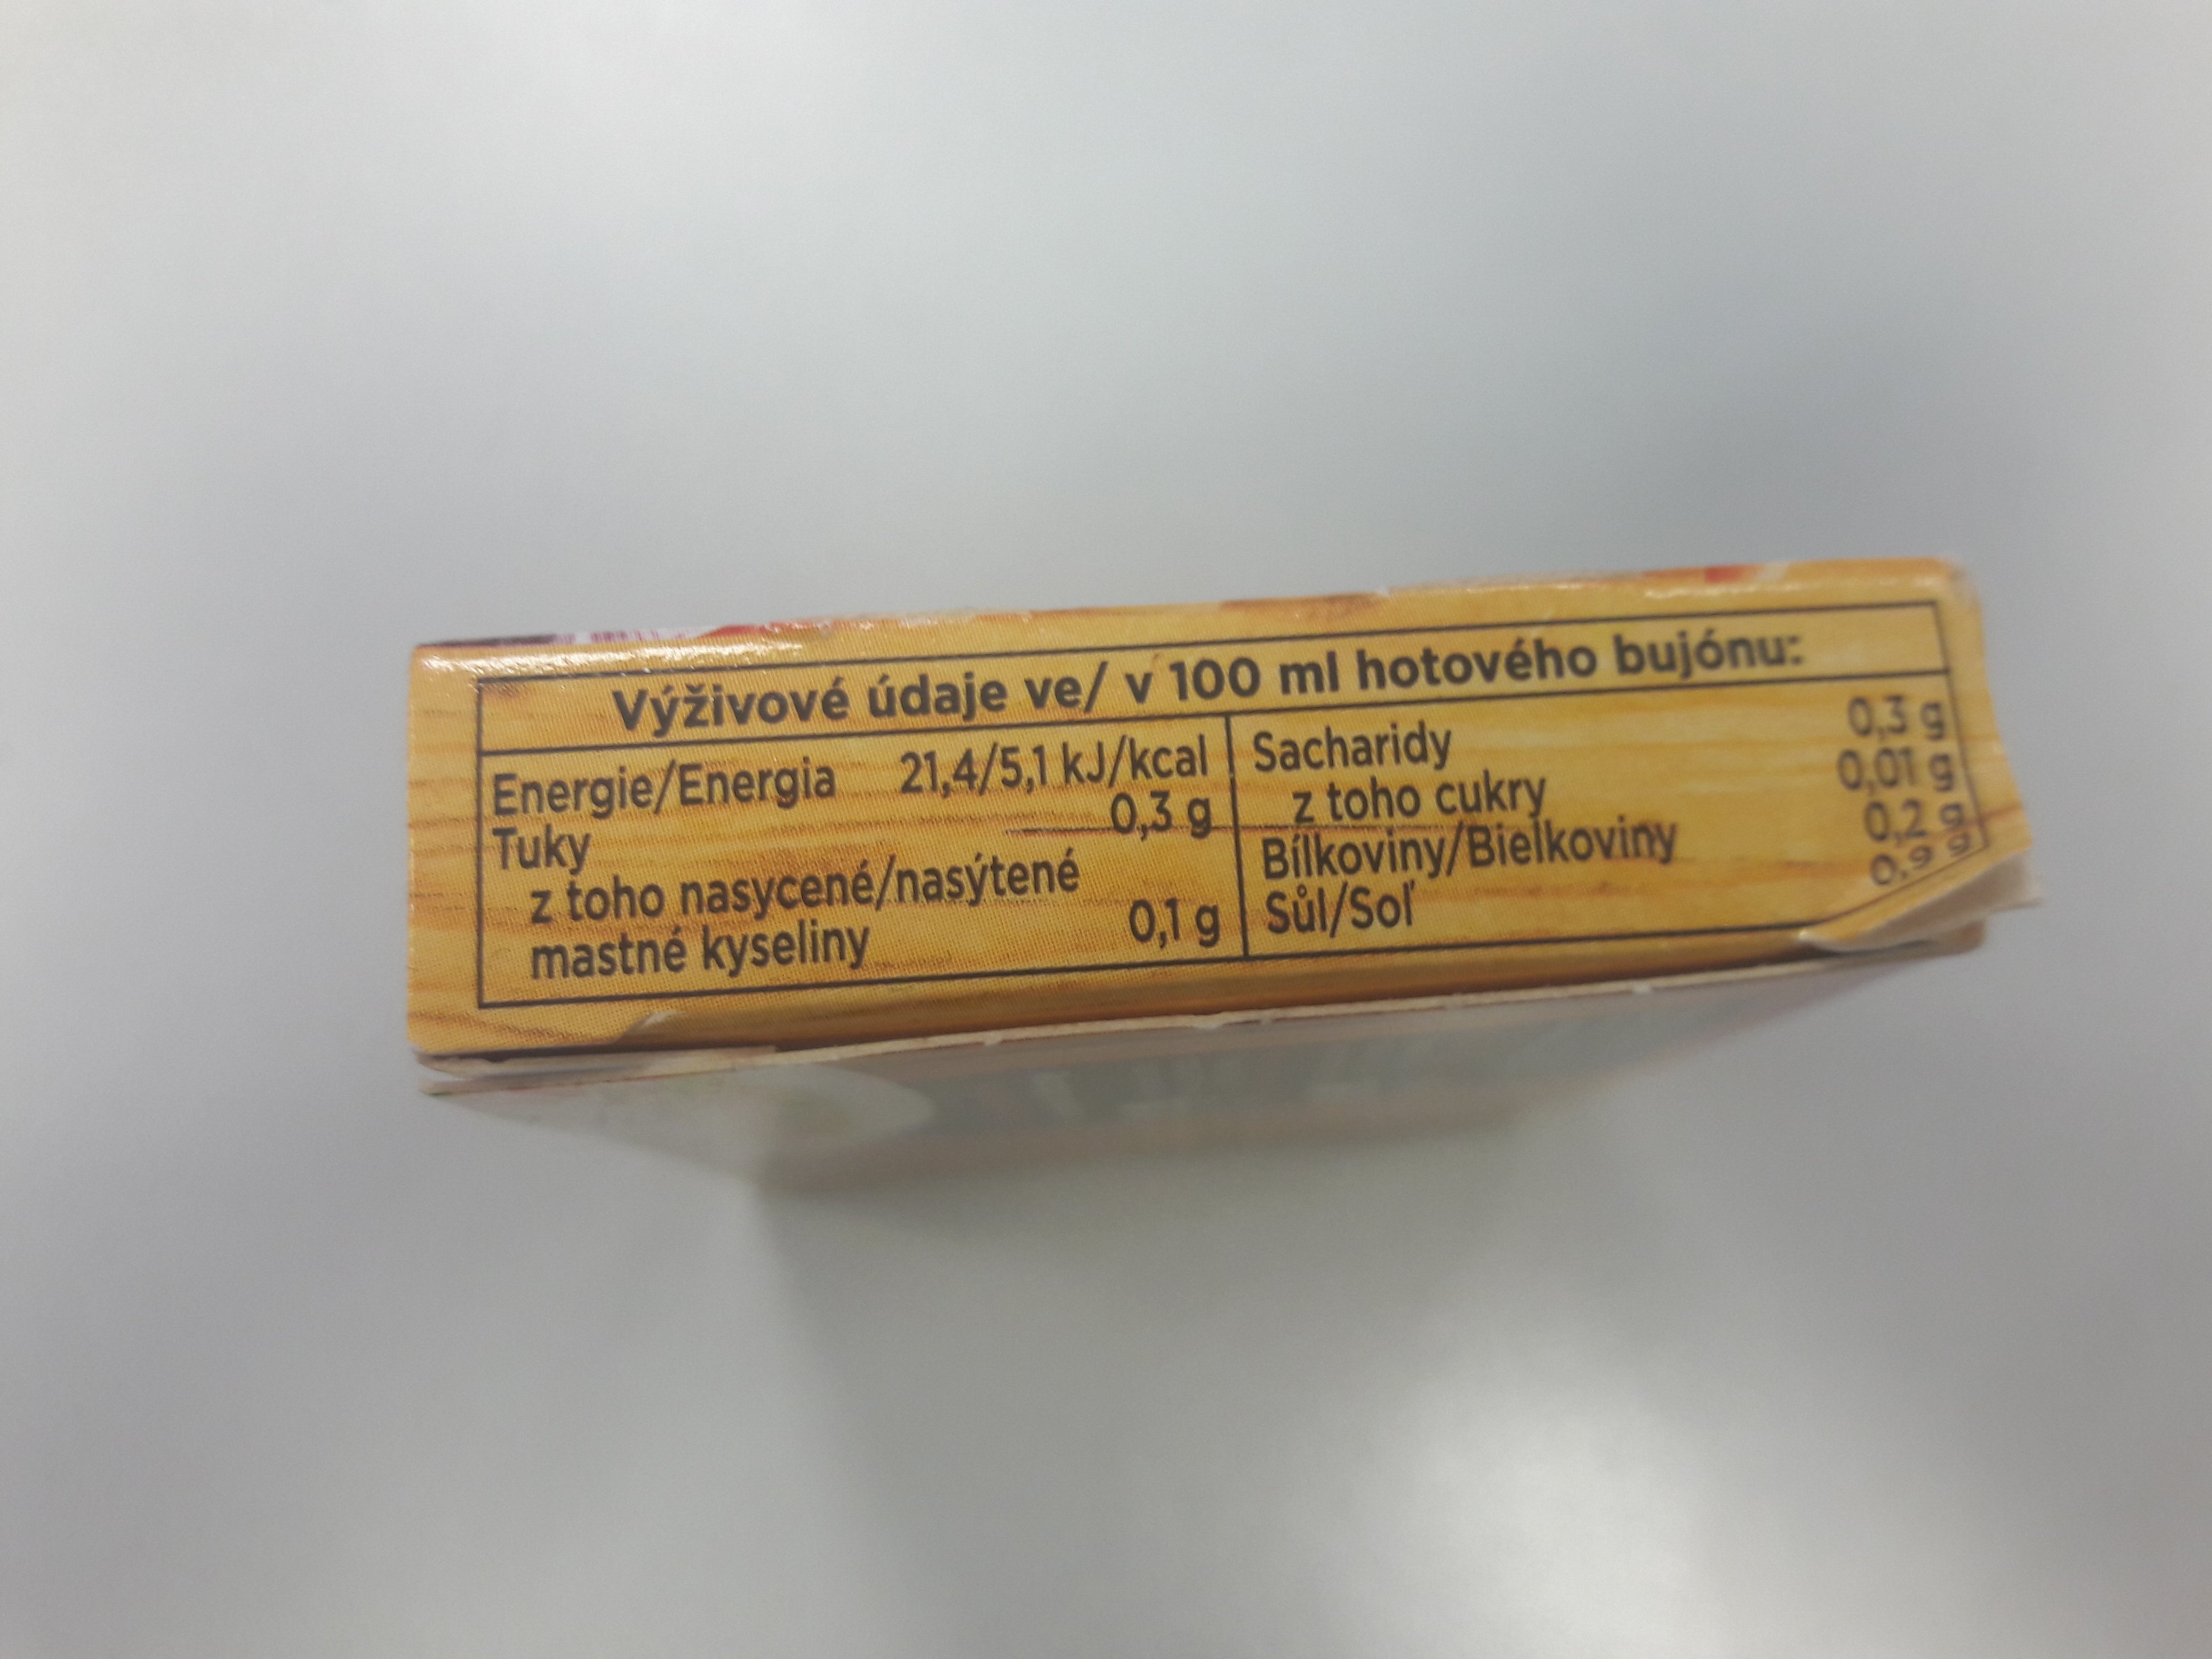 Výživové údaje ve/ v 100 ml hotového bujónu:
Energie/Energia 21,4/5,1 kJ/kcal
Tuky 0,3 g
z toho nasycené/nasýtené
mastné kyseliny 0,1 g
Sacharidy 0,3 g
z toho cukry 0,01 g
Bílkoviny/Bielkoviny 0,2 g
Sůl/Soľ 0,9 g